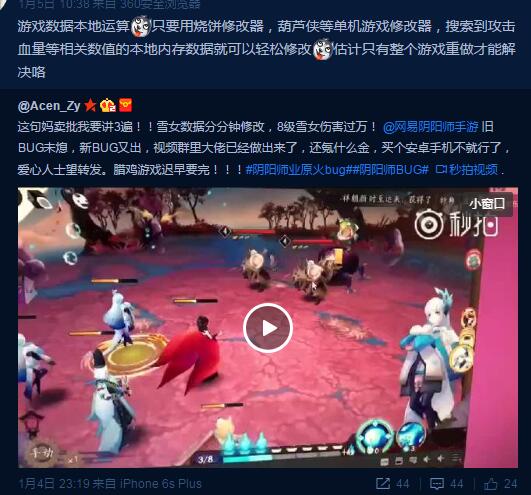 1月5日 10:38 来自 360安全浏览器
游戏数据本地运算只要用烧饼修改器，葫芦侠等单机游戏修改器，搜索到攻击
血量等相关数值的本地内存数据就可以轻松修改估计只有整个游戏重做才能解
决咯
@Acen_Zy
这句妈卖批我要讲3遍！！雪女数据分分钟修改，8级雪女伤害过万！ @网易阴阳师手游 旧
BUG未熄，新BUG又出，视频群里大佬已经做出来了，还氪什么金，买个安卓手机不就行了，
爱心人士望转发。腊鸡游戏迟早要完！！！#阴阳师业原火bug##阴阳师BUG# 秒拍视频 .
小窗口
秒拍
手动
×1
3/8
1月4日 23:19 来自 iPhone 6s Plus
44
44
24